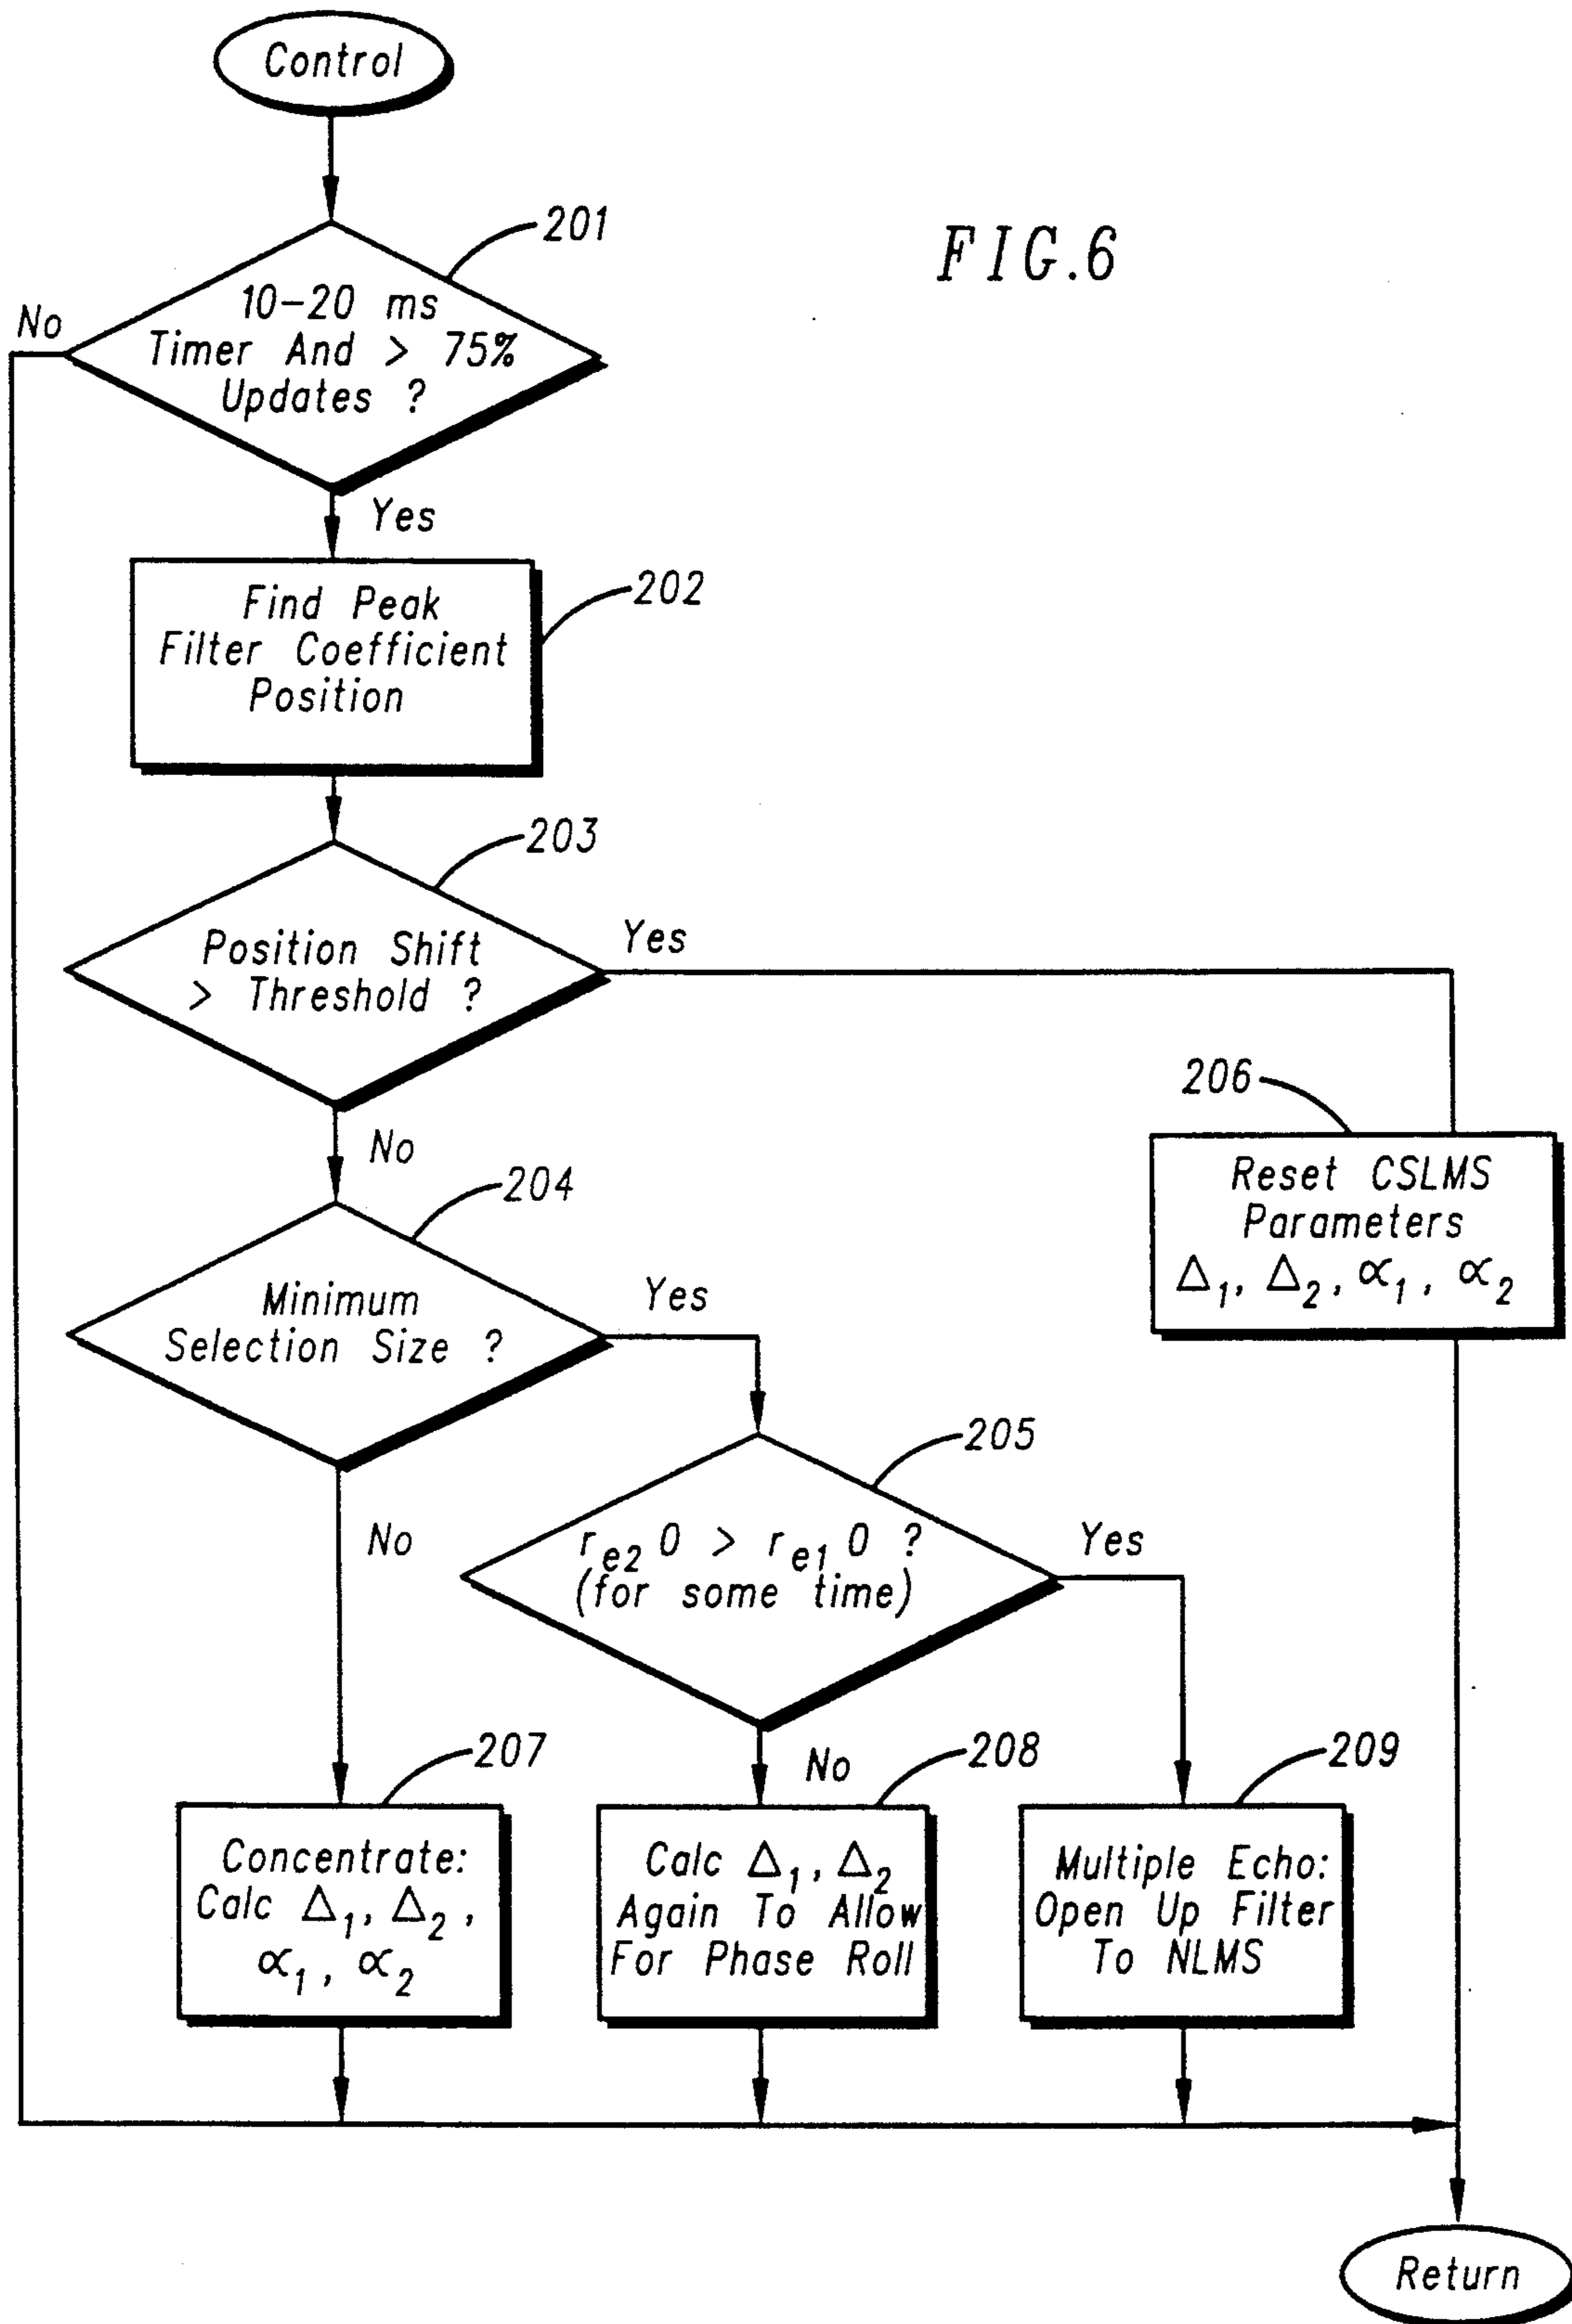 Control
FIG.6
201
10-20 ms
Timer And > 75%
Updates ?
No
Yes
202
Find Peak
Filter Coefficient
Position
203
Position Shift
> Threshold ?
Yes
No
206
Reset CSLMS
Parameters
Δ1, Δ2, ∝1, ∝2
204
Minimum
Selection Size ?
Yes
No
205
re2 0 > re1 0 ?
(for some time)
Yes
No
207
Concentrate:
Calc Δ1, Δ2,
∝1, ∝2
208
Calc Δ1, Δ2
Again To Allow
For Phase Roll
209
Multiple Echo:
Open Up Filter
To NLMS
Return